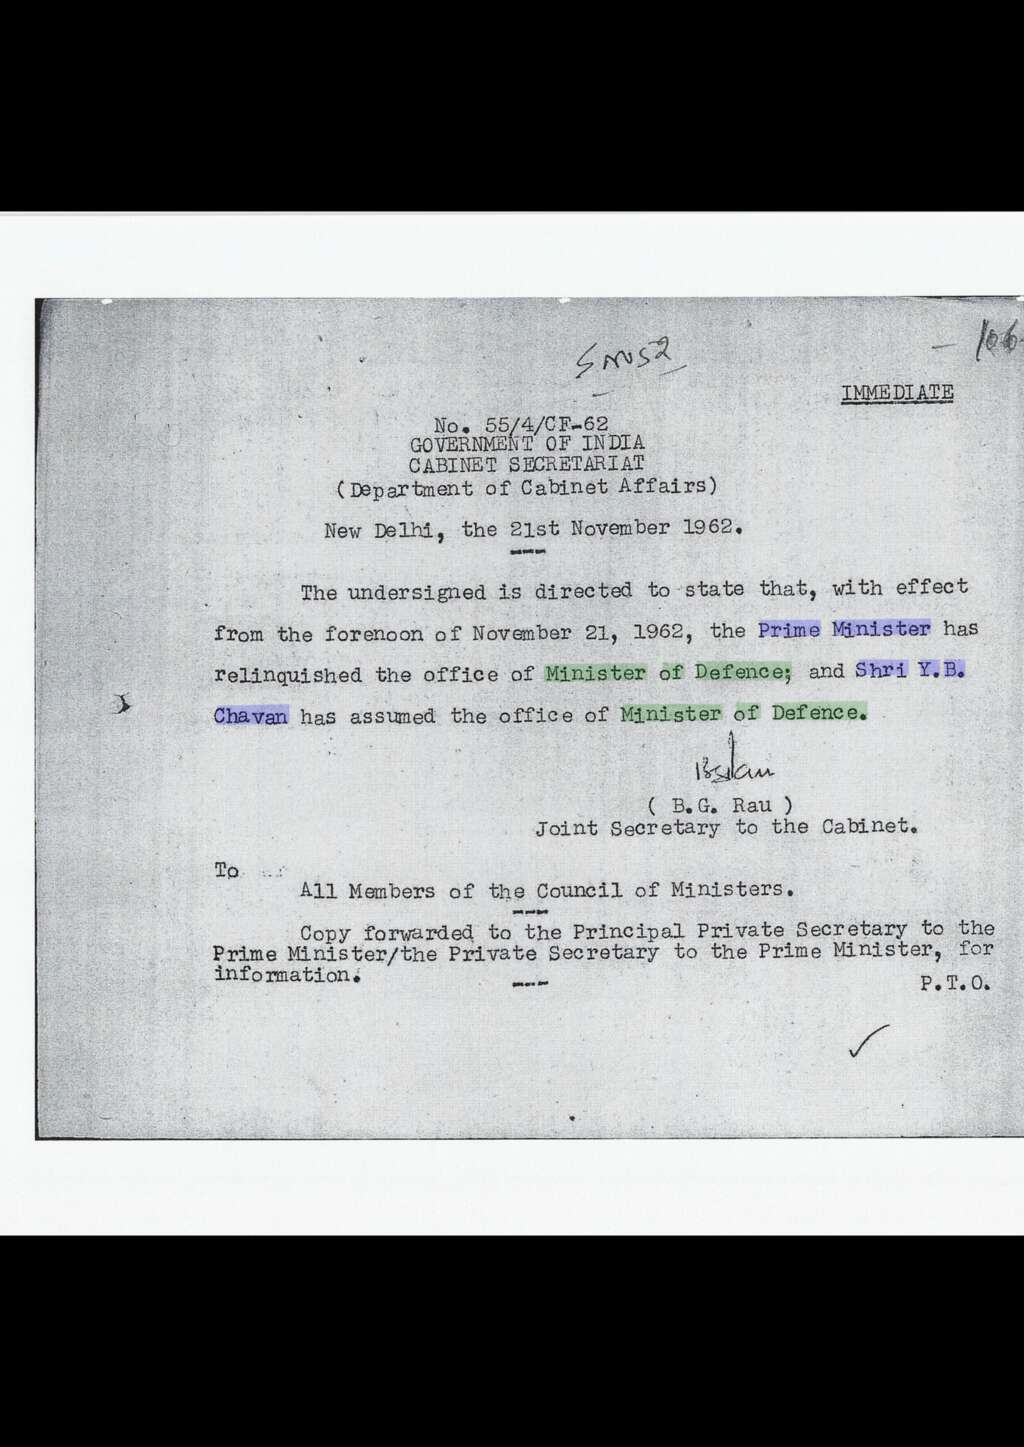 106
IMMEDIATE
No. 55/4/CF-62
GOVERNMENT OF INDIA
CABINET SECRETARIAT
(Department of Cabinet Affairs)
New Delhi, the 21st November 1962.
The undersigned is directed to state that, with effect
from the forenoon of November 21, 1962, the Prime Minister has
relinquished the office of Minister of Defence; and Shri Y.B.
Chavan has assumed the office of Minister of Defence.
( B.G. Rau )
Joint Secretary to the Cabinet.
To
All Members of the Council of Ministers.
Copy forwarded to the Principal Private Secretary to the
Prime Minister/the Private Secretary to the Prime Minister, for
information.
P.T.O.